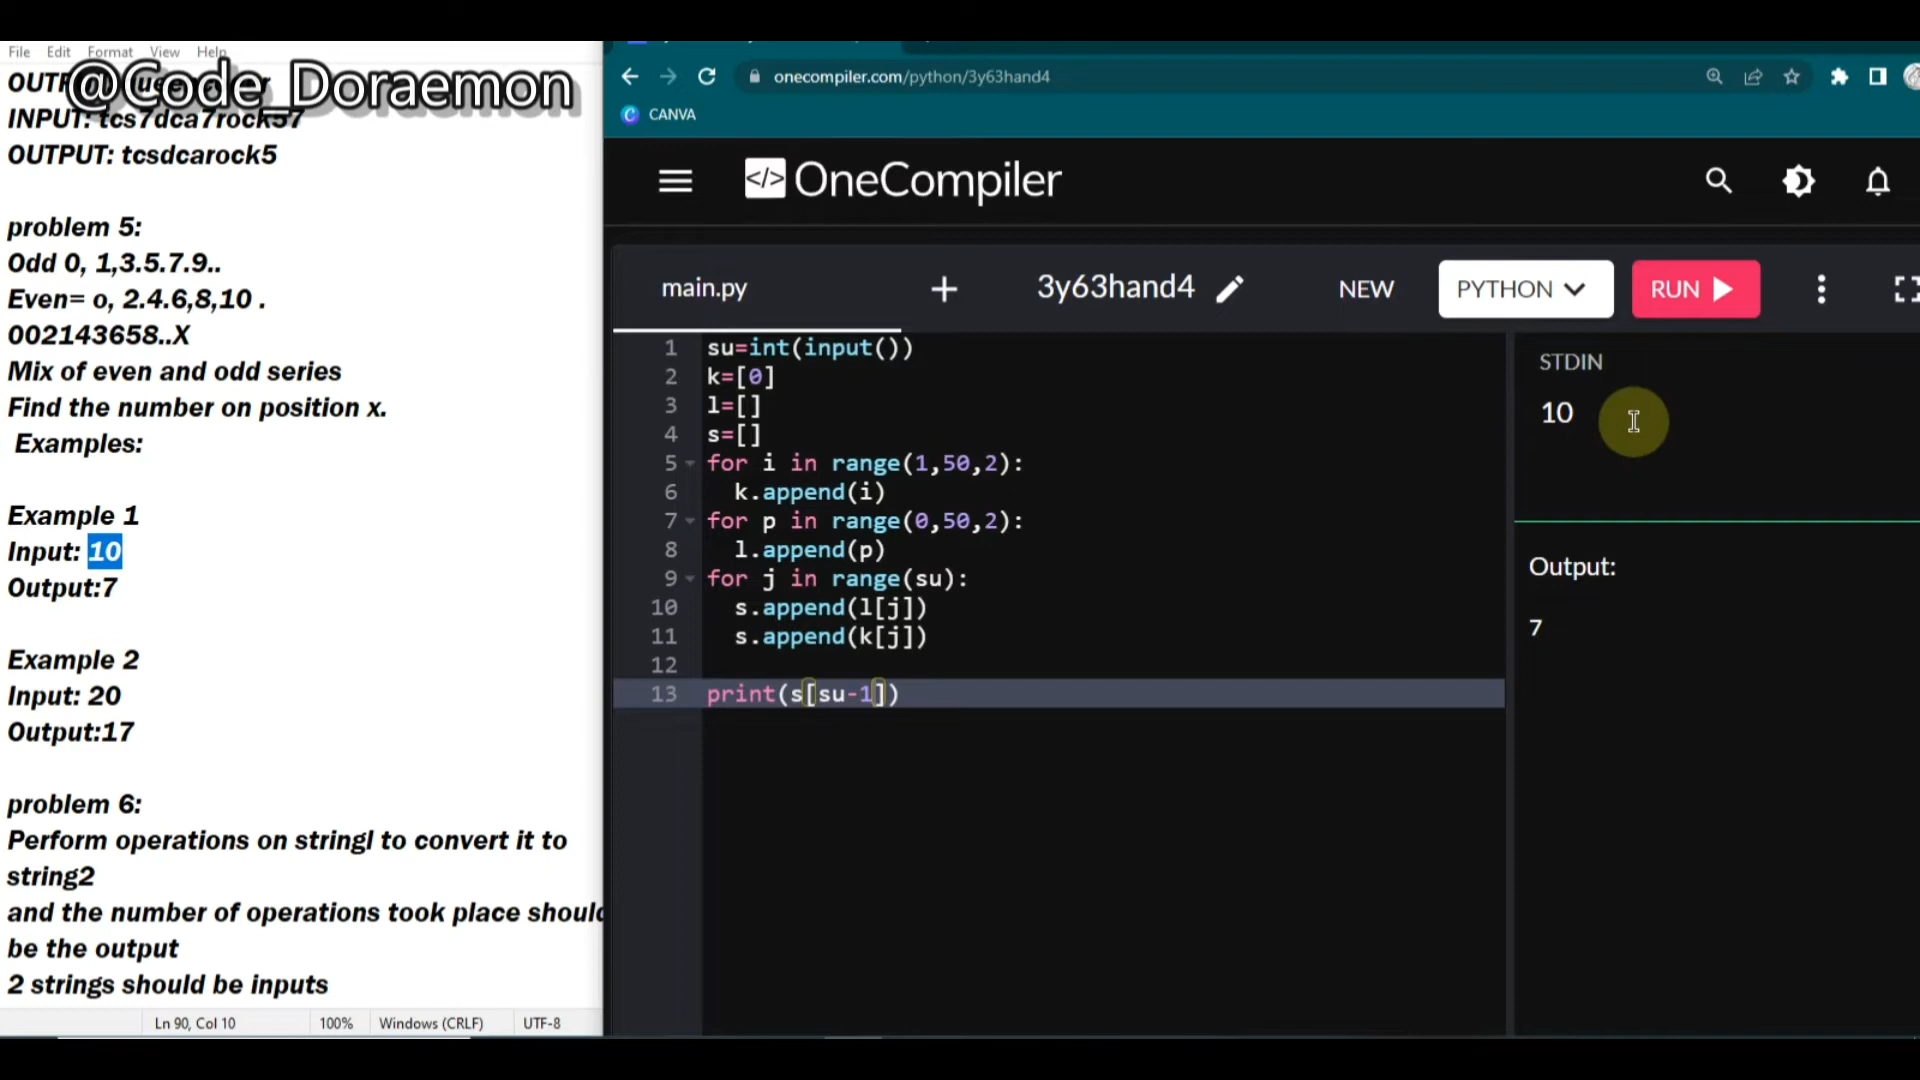 File Edit Format View Help
@Code_Doraemon
INPUT: tcs7dca7rock57
OUTPUT: tcsdcarock5
problem 5:
Odd 0, 1,3.5.7.9..
Even= o, 2.4.6,8,10 .
002143658..X
Mix of even and odd series
Find the number on position x.
Examples:
Example 1
Input: 10
Output:7
Example 2
Input: 20
Output:17
problem 6:
Perform operations on stringl to convert it to
string2
and the number of operations took place should
be the output
2 strings should be inputs
Ln 90, Col 10 100% Windows (CRLF) UTF-8
onecompiler.com/python/3y63hand4
CANVA
</> OneCompiler
main.py + 3y63hand4 NEW PYTHON RUN
1 su=int(input())
2 k=[0]
3 l=[]
4 s=[]
5 for i in range(1,50,2):
6 k.append(i)
7 for p in range(0,50,2):
8 l.append(p)
9 for j in range(su):
10 s.append(l[j])
11 s.append(k[j])
12
13 print(s[su-1])
STDIN
10
Output:
7